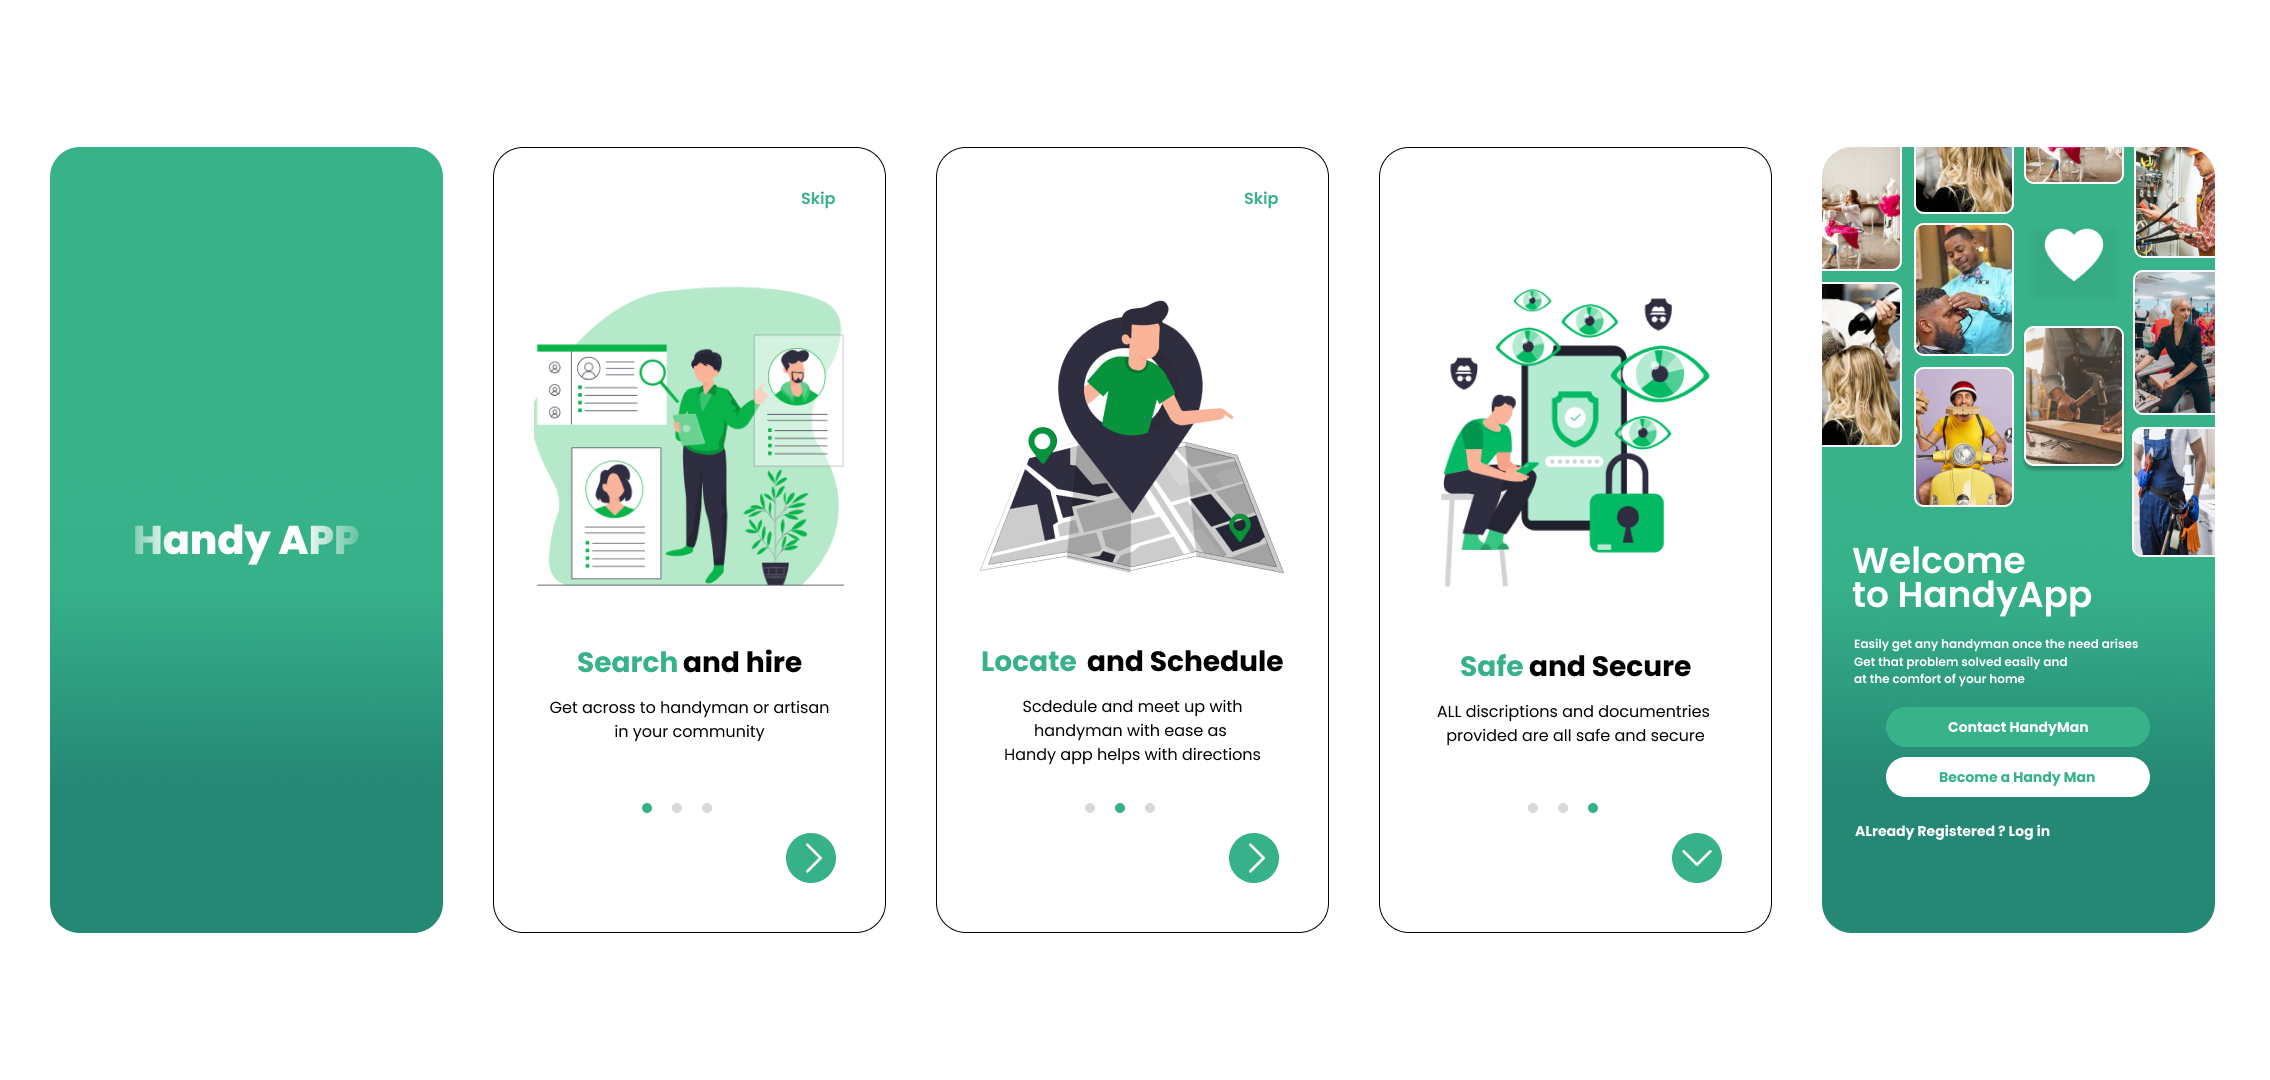 Handy APP
Skip
Search and hire
Get across to handyman or artisan
in your community
Skip
Locate and Schedule
Scdedule and meet up with
handyman with ease as
Handy app helps with directions
Safe and Secure
ALL discriptions and documentries
provided are all safe and secure
Welcome
to HandyApp
Easily get any handyman once the need arises
Get that problem solved easily and
at the comfort of your home
Contact HandyMan
Become a Handy Man
ALready Registered ? Log in